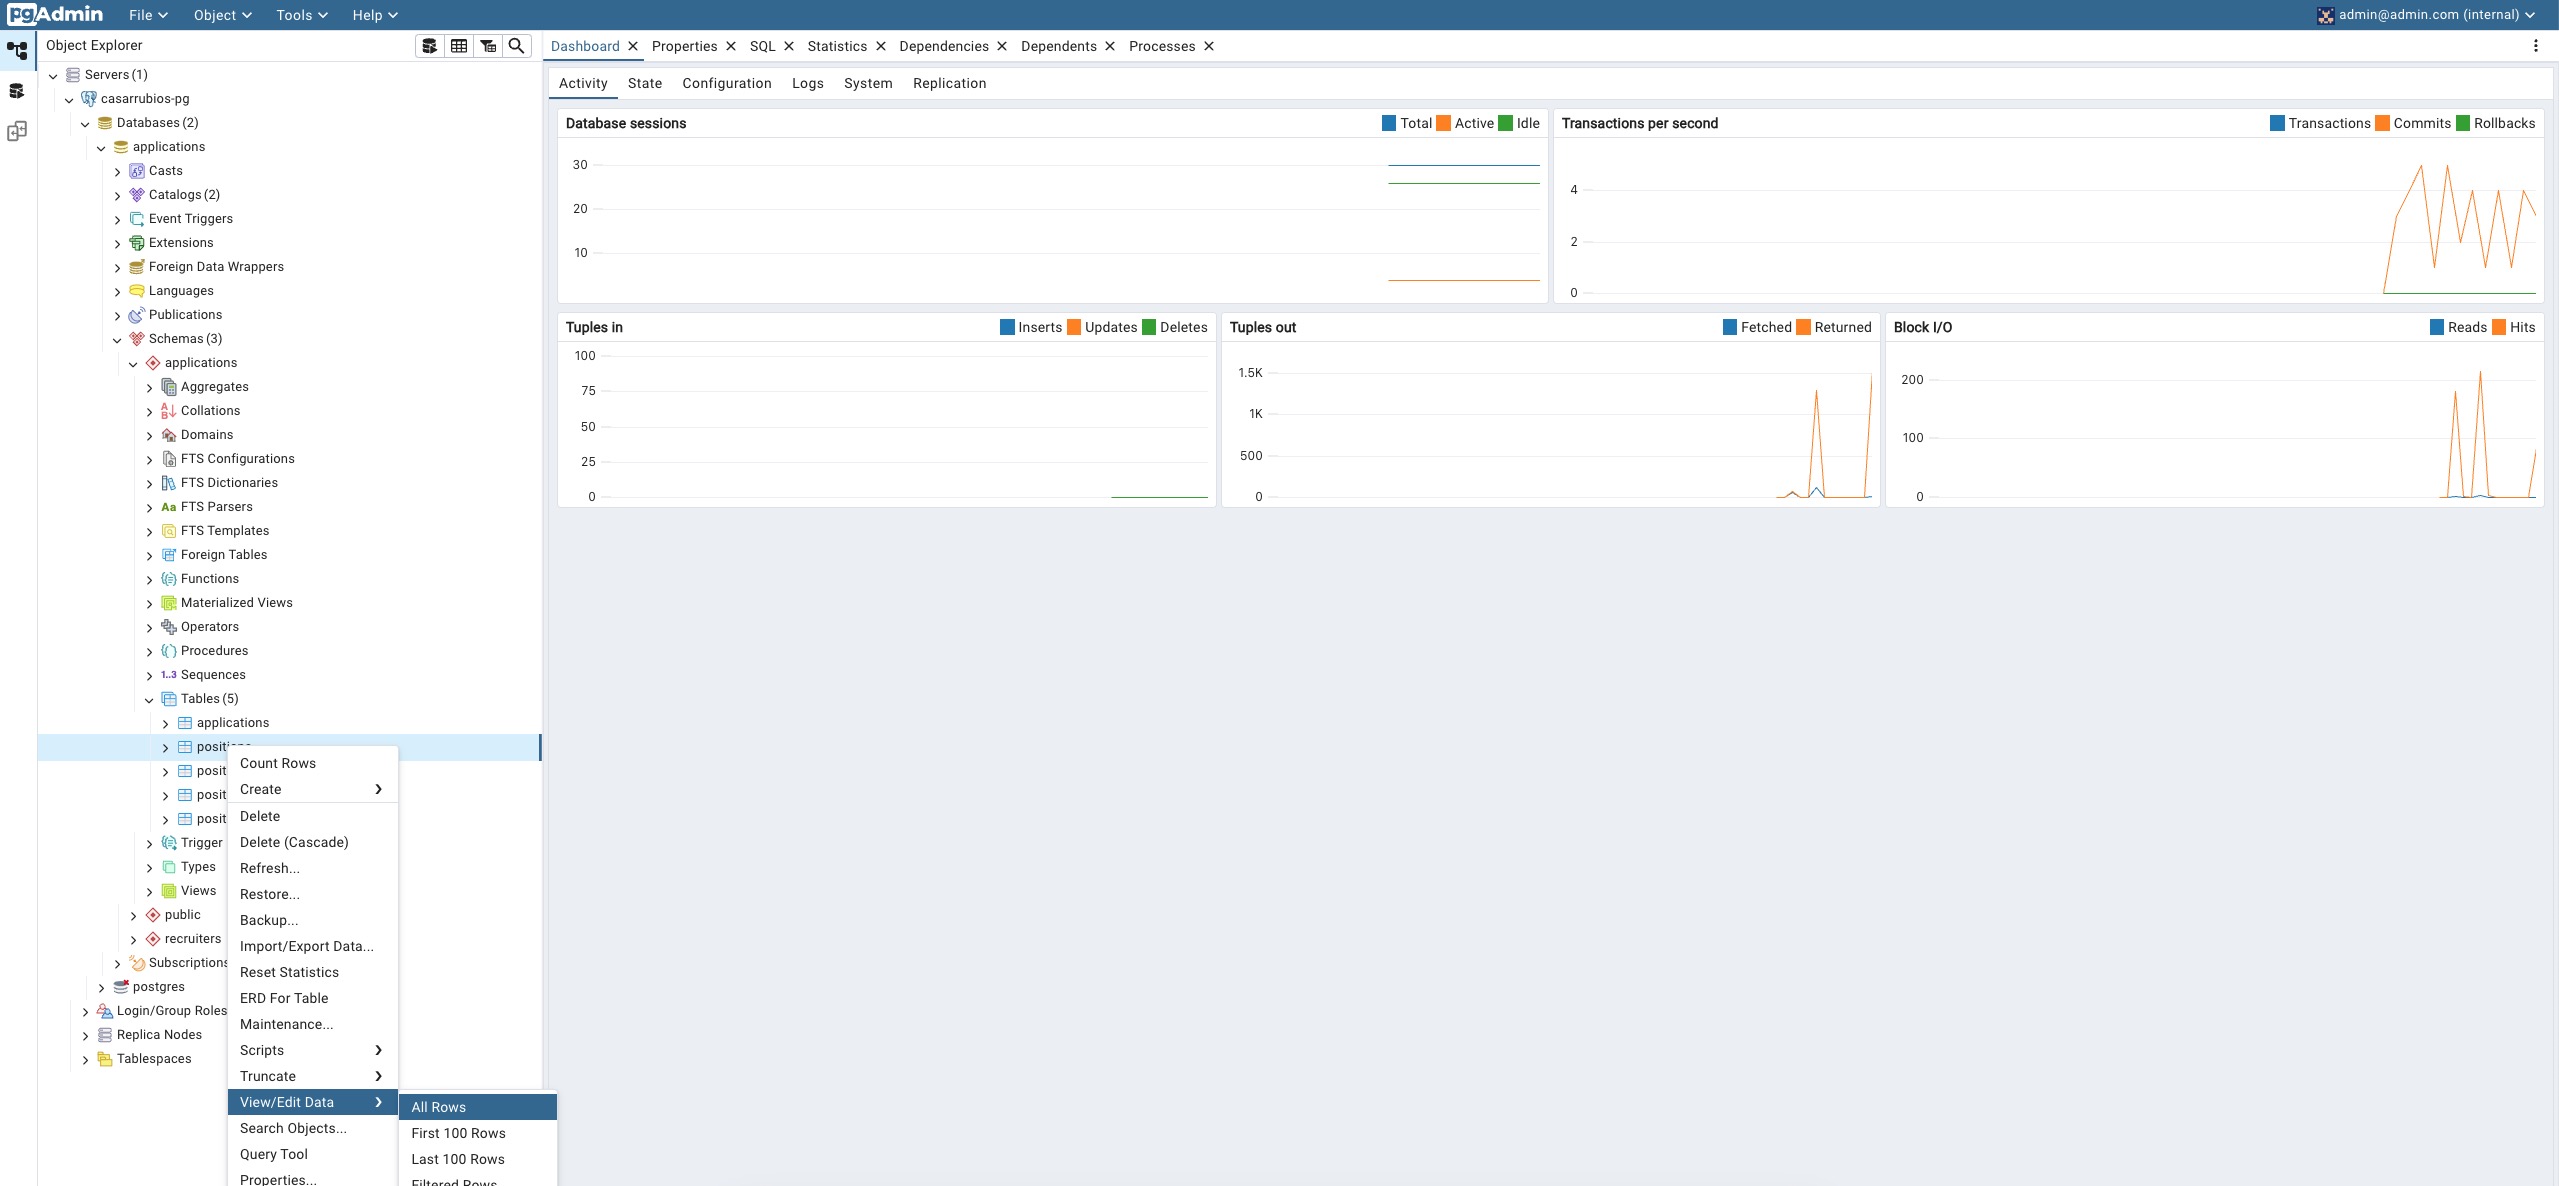 pgAdmin File Object Tools Help admin@admin.com (internal)
Object Explorer
Servers (1)
casarrubios-pg
Databases (2)
applications
Casts
Catalogs (2)
Event Triggers
Extensions
Foreign Data Wrappers
Languages
Publications
Schemas (3)
applications
Aggregates
Collations
Domains
FTS Configurations
FTS Dictionaries
Aa FTS Parsers
FTS Templates
Foreign Tables
Functions
Materialized Views
Operators
Procedures
1..3 Sequences
Tables (5)
applications
posit
posit
posit
Trigger
Types
Views
public
recruiters
Subscriptions
postgres
Login/Group Roles
Replica Nodes
Tablespaces
Count Rows
Create
Delete
Delete (Cascade)
Refresh...
Restore...
Backup...
Import/Export Data...
Reset Statistics
ERD For Table
Maintenance...
Scripts
Truncate
View/Edit Data
Search Objects...
Query Tool
Properties...
All Rows
First 100 Rows
Last 100 Rows
Filtered Rows
Dashboard Properties SQL Statistics Dependencies Dependents Processes
Activity State Configuration Logs System Replication
Database sessions Total Active Idle
30
20
10
Transactions per second Transactions Commits Rollbacks
4
2
0
Tuples in Inserts Updates Deletes
100
75
50
25
0
Tuples out Fetched Returned
1.5K
1K
500
0
Block I/O Reads Hits
200
100
0